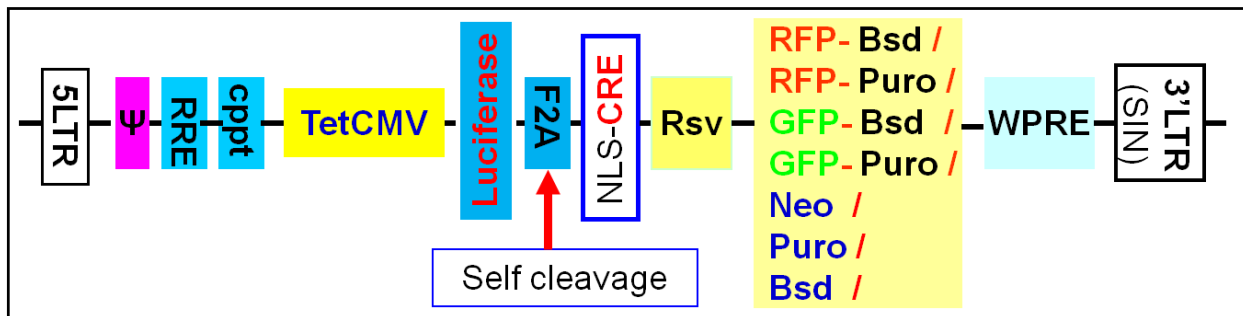 5LTR
Ψ
RRE
cppt
TetCMV
Luciferase
F2A
NLS-CRE
Rsv
RFP- Bsd /
RFP- Puro /
GFP- Bsd /
GFP- Puro /
Neo /
Puro /
Bsd /
WPRE
3'LTR
(SIN)
Self cleavage